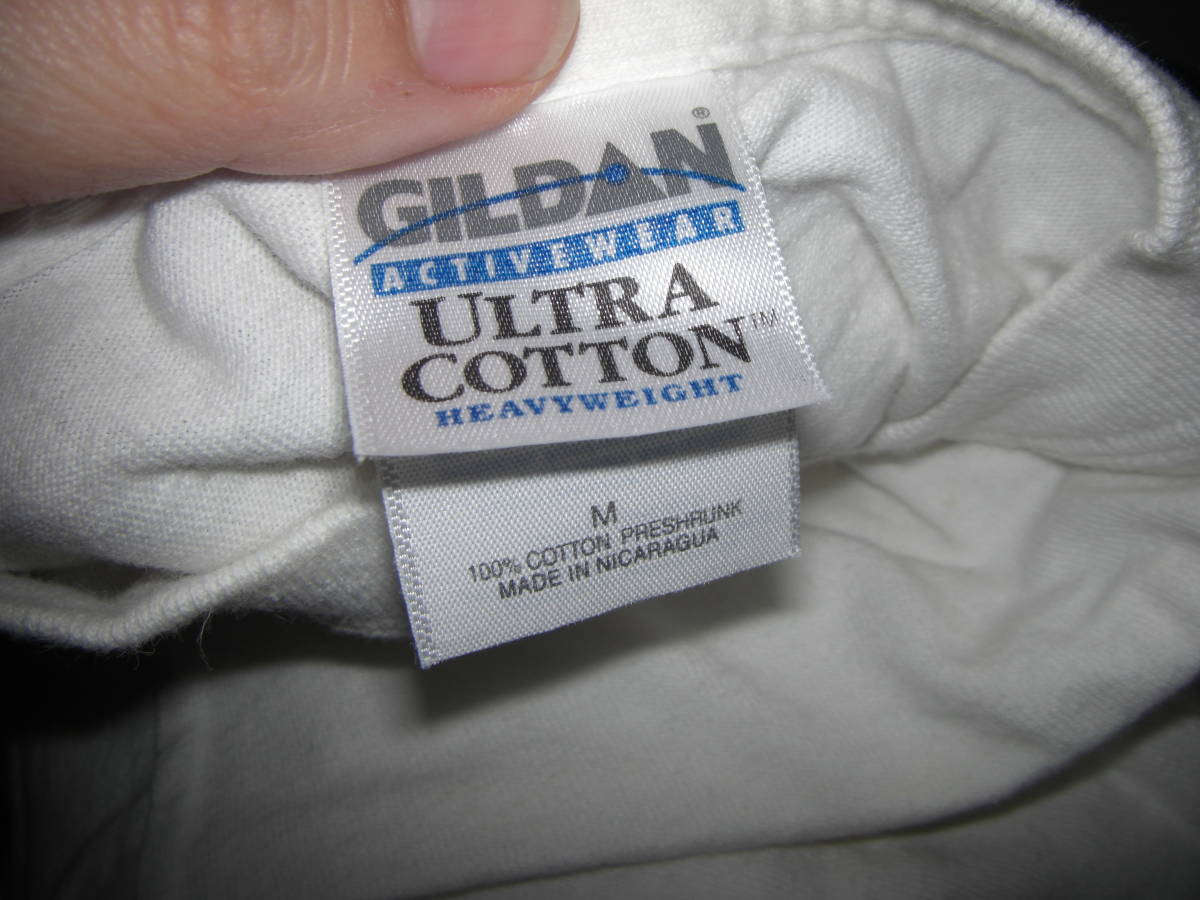 GILDAN®
ACTIVEWEAR
ULTRA
COTTON™
HEAVYWEIGHT
M
100% COTTON PRESHRUNK
MADE IN NICARAGUA